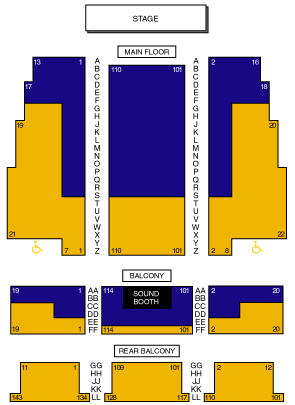 STAGE
MAIN FLOOR
13 1 A 110 101 A 2 16
B B
C C
17 D D 18
E E
F F
G G
19 H H 20
J J
K K
L L
M M
N N
O O
P P
Q Q
R R
S S
T T
U U
V V
W W
21 X X 22
Y Y
7 1 Z 110 101 Z 2 8
BALCONY
19 1 AA 114 SOUND 101 AA 2 20
BB BOOTH BB
CC CC
DD DD
EE EE
19 1 FF 114 101 FF 2 20
REAR BALCONY
11 1 GG 109 101 GG 2 12
HH HH
JJ JJ
KK KK
143 134 LL 128 117 LL 110 101